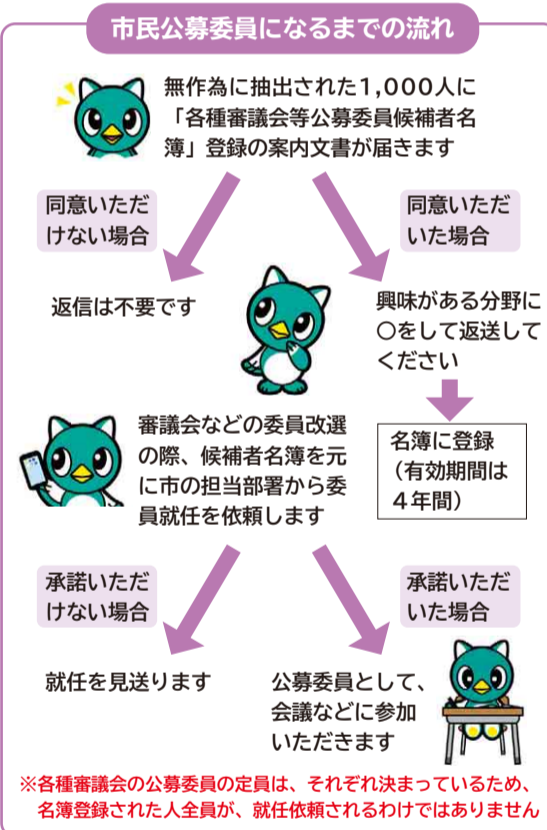 市民公募委員になるまでの流れ
無作為に抽出された1,000人に
「各種審議会等公募委員候補者名
簿」登録の案内文書が届きます
同意いただ
けない場合
同意いただ
いた場合
返信は不要です
興味がある分野に
○をして返送して
ください
名簿に登録
（有効期間は
４年間）
審議会などの委員改選
の際、候補者名簿を元
に市の担当部署から委
員就任を依頼します
承諾いただ
けない場合
承諾いただ
いた場合
就任を見送ります
公募委員として、
会議などに参加
いただきます
※各種審議会の公募委員の定員は、それぞれ決まっているため、
名簿登録された人全員が、就任依頼されるわけではありません